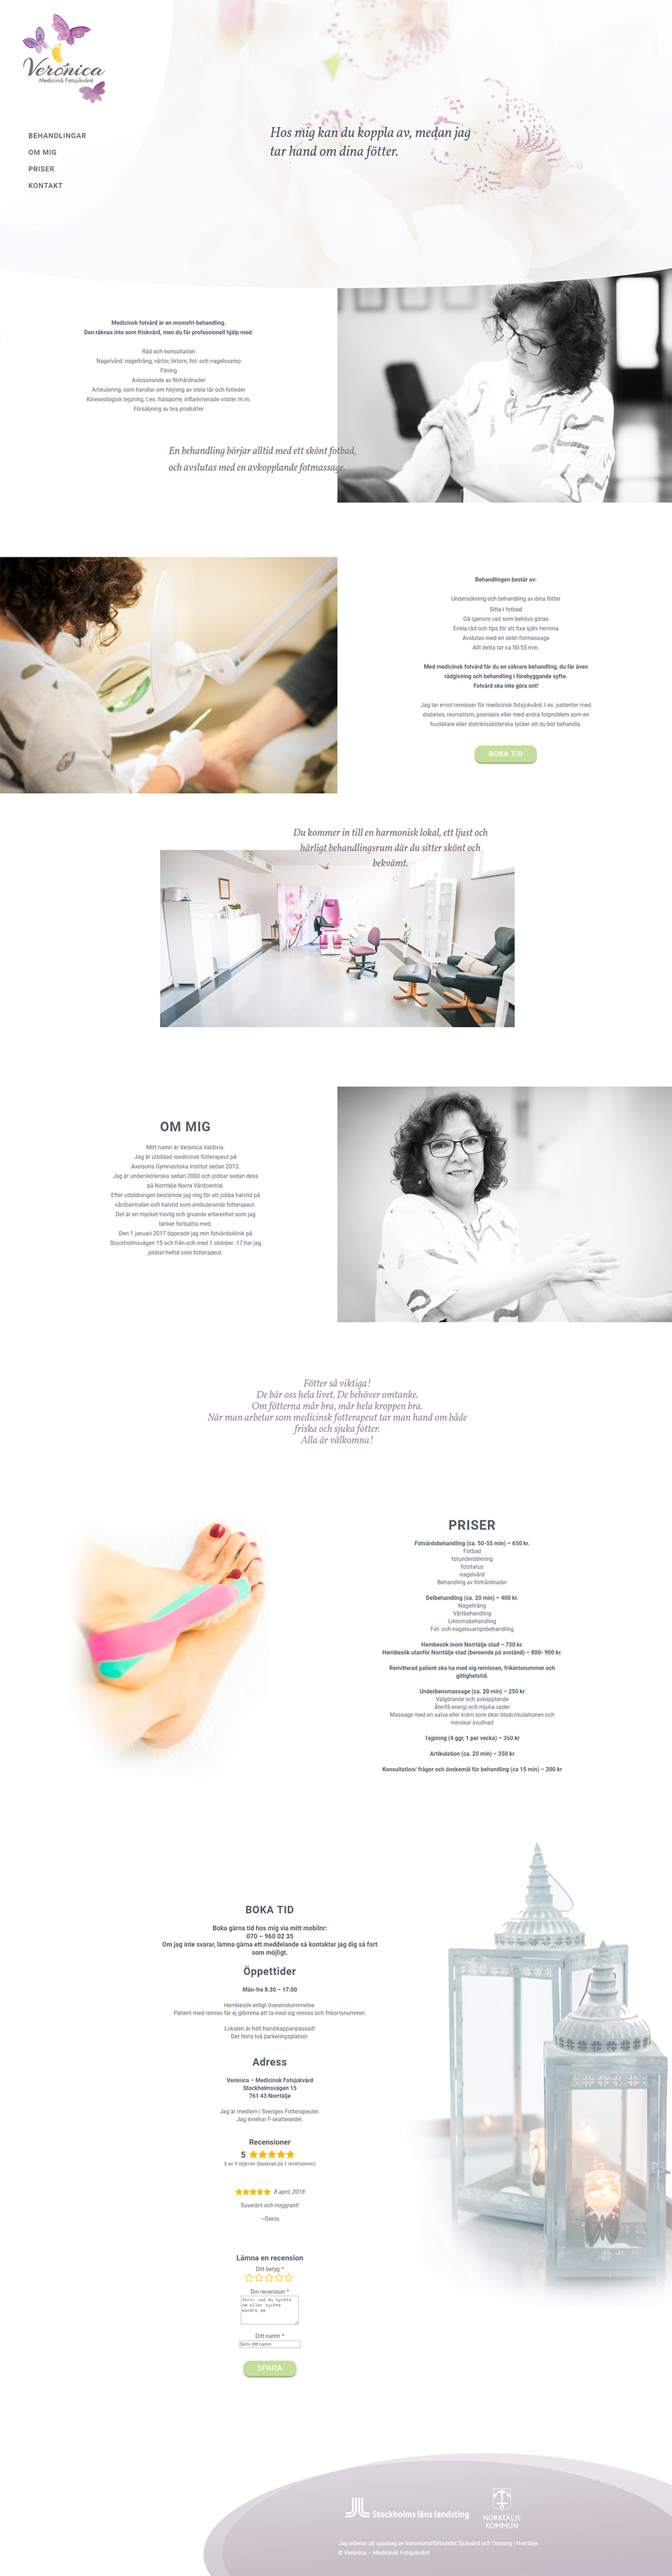 Verónica
Medicinsk Fotsjukvård
BEHANDLINGAR
OM MIG
PRISER
KONTAKT
Hos mig kan du koppla av, medan jag
tar hand om dina fötter.
Medicinsk fotvård är en momsfri behandling.
Den räknas inte som friskvård, men du får professionell hjälp med:
Råd och konsultation
Nagelvård: nageltrång, vårtor, liktorn, fot- och nagelsvamp
Filning
Avlossnande av förhårdnader
Artikulering, som handlar om följning av stela tår och fotleder
Kineseologisk tejpning, t.ex. hälsporre, inflammerade vrister m.m.
Försäljning av bra produkter
En behandling börjar alltid med ett skönt fotbad,
och avslutas med en avkopplande fotmassage.
Behandlingen består av:
Undersökning och behandling av dina fötter
Sitta i fotbad
Gå igenom vad som behöva göras
Enkla råd och tips för att fixa själv hemma
Avslutas med en skön fotmassage
Allt detta tar ca 50-55 min.
Med medicinsk fotvård får du en säkrare behandling, du får även
rådgivning och behandling i förebyggande syfte.
Fotvård ska inte göra ont!
Jag tar emot remisser för medicinsk fotsjukvård, t.ex. patienter med
diabetes, reumatism, psoriasis eller med andra fotproblem som en
husläkare eller distriktssköterska tycker att du bör behandla.
BOKA TID
Du kommer in till en harmonisk lokal, ett ljust och
härligt behandlingsrum där du sitter skönt och
bekvämt.
OM MIG
Mitt namn är Verónica Valdivia.
Jag är utbildad medicinsk fotterapeut på
Axelsons Gymnastiska Institut sedan 2013.
Jag är undersköterska sedan 2000 och jobbar sedan dess
på Norrtälje Norra Vårdcentral.
Efter utbildningen bestämde jag mig för att jobba halvtid på
vårdcentralen och halvtid som ambulerande fotterapeut.
Det är en mycket trevlig och givande erfarenhet som jag
tänker fortsätta med.
Den 1 januari 2017 öppnade jag min fotvårdsklinik på
Stockholmsvägen 15 och från och med 1 oktober -17 har jag
jobbat heltid som fotterapeut.
Fötter så viktiga!
De bär oss hela livet. De behöver omtanke.
Om fötterna mår bra, mår hela kroppen bra.
När man arbetar som medicinsk fotterapeut tar man hand om både
friska och sjuka fötter.
Alla är välkomna!
PRISER
Fotvårdsbehandling (ca. 50-55 min) – 650 kr.
Fotbad
fotundersökning
fotstatus
nagelvård
Behandling av förhårdnader
Delbehandling (ca. 20 min) – 400 kr.
Nageltrång
Vårtbehandling
Liktornsbehandling
Fot- och nagelsvampsbehandling
Hembesök inom Norrtälje stad – 750 kr.
Hembesök utanför Norrtälje stad (beroende på avstånd) – 800- 900 kr.
Remitterad patient ska ha med sig remissen, frikortsnummer och
giltighetstid.
Underbensmassage (ca. 20 min) – 250 kr
Välgörande och avkopplande
Återfå energi och mjuka vader
Massage med en salva eller kräm som ökar blodcirkulationen och
minskar svullnad
Tejpning (4 ggr, 1 per vecka) – 350 kr
Artikulation (ca. 20 min) – 350 kr
Konsultation/ frågor och önskemål för behandling (ca 15 min) – 200 kr
BOKA TID
Boka gärna tid hos mig via mitt mobilnr:
070 – 960 02 35
Om jag inte svarar, lämna gärna ett meddelande så kontaktar jag dig så fort
som möjligt.
Öppettider
Mån-fre 8.30 – 17.00
Hembesök enligt överenskommelse.
Patient med remiss får ej glömma att ta med sig remiss och frikortsnummer.
Lokalen är helt handikappanpassad!
Det finns två parkeringsplatser.
Adress
Verónica – Medicinsk Fotsjukvård
Stockholmsvägen 15
761 43 Norrtälje
Jag är medlem i Sveriges Fotterapeuter.
Jag innehar F-skattesedel.
Recensioner
5
5 av 5 stjärnor (baserad på 1 recensioner)
8 april, 2018
Suveränt och noggrant!
—Denis
Lämna en recension
Ditt betyg *
Din recension *
Skriv vad du tyckte
om eller tyckte
mindre om
Ditt namn *
Skriv ditt namn
SPARA
Stockholms läns landsting
NORRTÄLJE
KOMMUN
Jag arbetar på uppdrag av kommunalförbundet Sjukvård och Omsorg i Norrtälje
© Verónica – Medicinsk Fotsjukvård